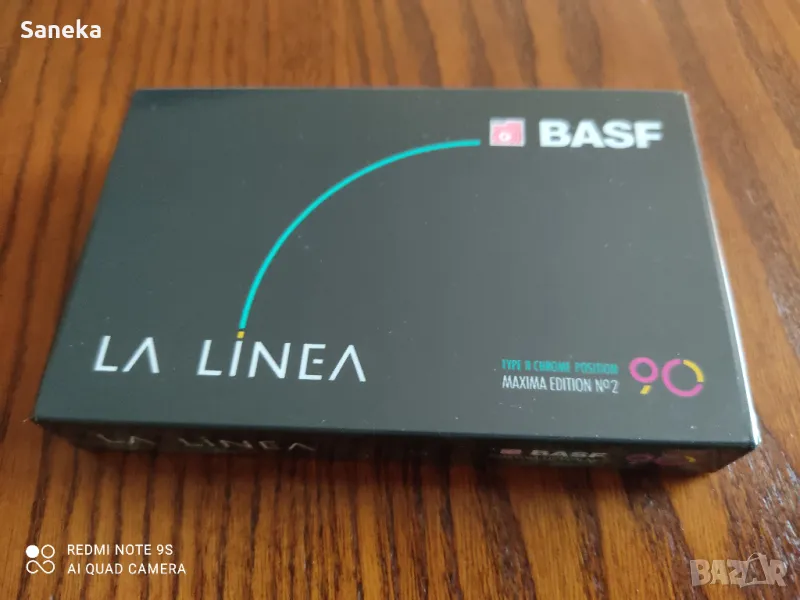 Saneka
BASF
LA LiNEA
TYPE II CHROME POSITION
MAXIMA EDITION Nº2
90
LA LiNEA
BASF
90
REDMI NOTE 9S
AI QUAD CAMERA
BAZAR